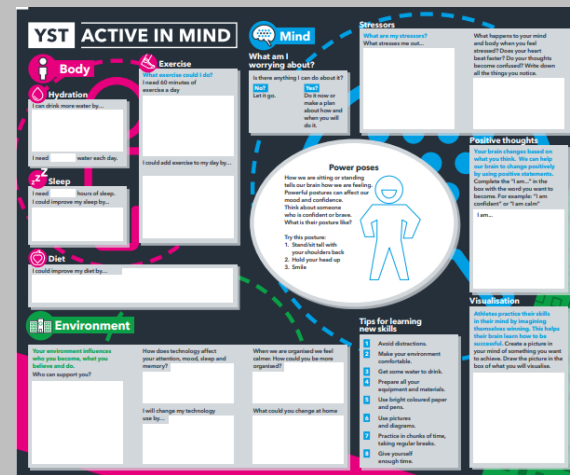 YST ACTIVE IN MIND
Body
Hydration
I can drink more water by...
I need water each day.
zZZ
Sleep
I need hours of sleep.
I could improve my sleep by...
Exercise
What exercise could I do?
I need 60 minutes of
exercise a day
I could add exercise to my day by...
Diet
I could improve my diet by...
Mind
What am I
worrying about?
Is there anything I can do about it?
No?
Let it go.
Yes?
Do it now or
make a plan
about how and
when you will
do it.
Stressors
What are my stressors?
What stresses me out...
What happens to your mind
and body when you feel
stressed? Does your heart
beat faster? Do your thoughts
become confused? Write down
all the things you notice.
Power poses
How we are sitting or standing
tells our brain how we are feeling.
Powerful postures can affect our
mood and confidence.
Think about someone
who is confident or brave.
What is their posture like?
Try this posture:
1. Stand/sit tall with
your shoulders back
2. Hold your head up
3. Smile
Positive thoughts
Your brain changes based on
what you think. We can help
our brain to change positively
by using positive statements.
Complete the "I am..." in the
box with the word you want to
become. For example: "I am
confident" or "I am calm"
I am...
Environment
Your environment influences
who you become, what you
believe and do.
Who can support you?
How does technology affect
your attention, mood, sleep and
memory?
I will change my technology
use by...
When we are organised we feel
calmer. How could you be more
organised?
What could you change at home
Tips for learning
new skills
1 Avoid distractions.
2 Make your environment
comfortable.
3 Get some water to drink.
4 Prepare all your
equipment and materials.
5 Use bright coloured paper
and pens.
6 Use pictures
and diagrams.
7 Practice in chunks of time,
taking regular breaks.
8 Give yourself
enough time.
Visualisation
Athletes practice their skills
in their mind by imagining
themselves winning. This helps
their brain learn how to be
successful. Create a picture in
your mind of something you want
to achieve. Draw the picture in the
box of what you will visualise.